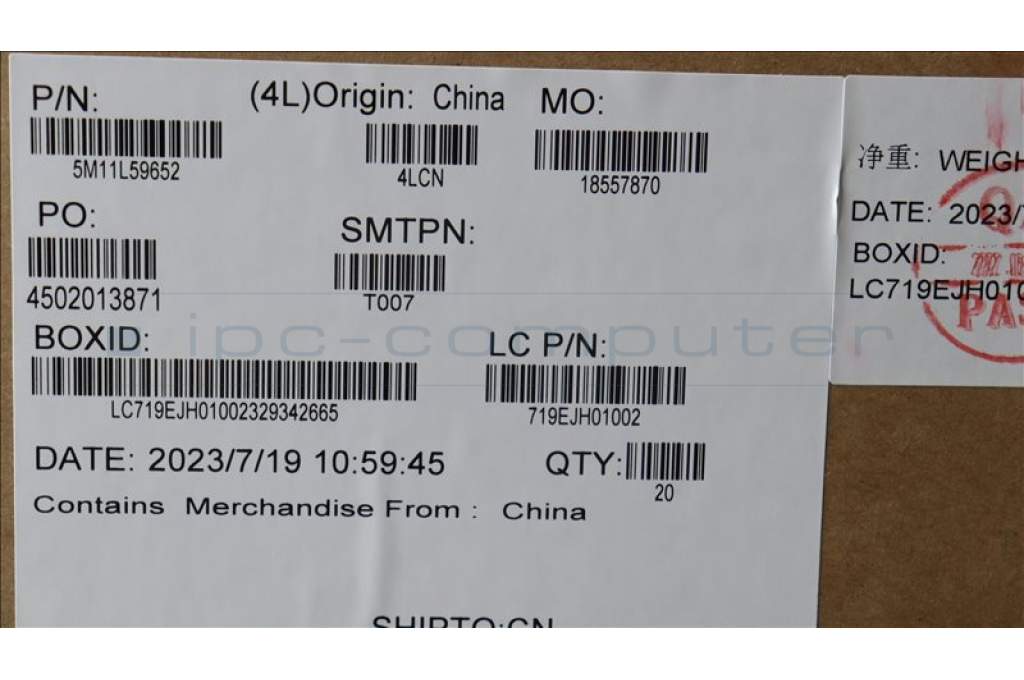 P/N: (4L)Origin: China MO:
5M11L59652 4LCN 18557870
PO: SMTPN:
4502013871 T007
BOXID: LC P/N:
LC719EJH01002329342665 719EJH01002
DATE: 2023/7/19 10:59:45 QTY:
20
Contains Merchandise From : China
SHIPTO:CN
净重: WEIGH
DATE: 2023/7
BOXID:
LC719EJH010
PAS
ipc-computer